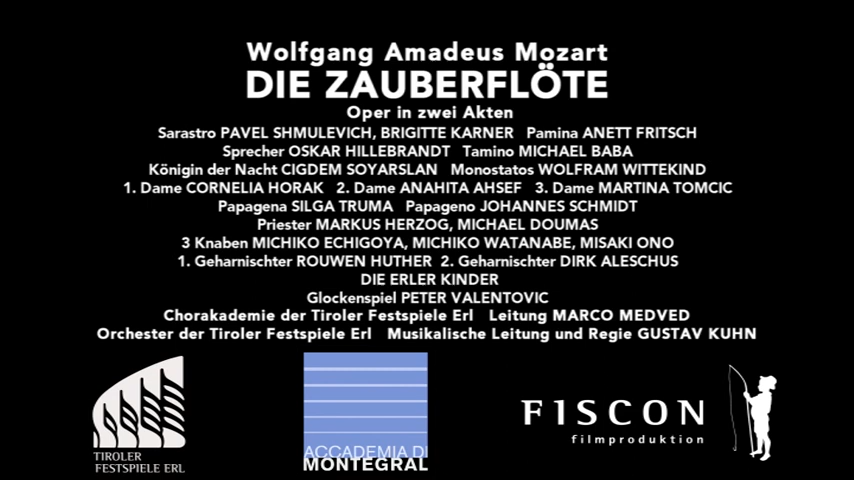 Wolfgang Amadeus Mozart
DIE ZAUBERFLÖTE
Oper in zwei Akten
Sarastro PAVEL SHMULEVICH, BRIGITTE KARNER Pamina ANETT FRITSCH
Sprecher OSKAR HILLEBRANDT Tamino MICHAEL BABA
Königin der Nacht CIGDEM SOYARSLAN Monostatos WOLFRAM WITTEKIND
1. Dame CORNELIA HORAK 2. Dame ANAHITA AHSEF 3. Dame MARTINA TOMCIC
Papagena SILGA TRUMA Papageno JOHANNES SCHMIDT
Priester MARKUS HERZOG, MICHAEL DOUMAS
3 Knaben MICHIKO ECHIGOYA, MICHIKO WATANABE, MISAKI ONO
1. Geharnischter ROUWEN HUTHER 2. Geharnischter DIRK ALESCHUS
DIE ERLER KINDER
Glockenspiel PETER VALENTOVIC
Chorakademie der Tiroler Festspiele Erl Leitung MARCO MEDVED
Orchester der Tiroler Festspiele Erl Musikalische Leitung und Regie GUSTAV KUHN
TIROLER
FESTSPIELE ERL
ACCADEMIA DI
MONTEGRAL
FISCON
filmproduktion